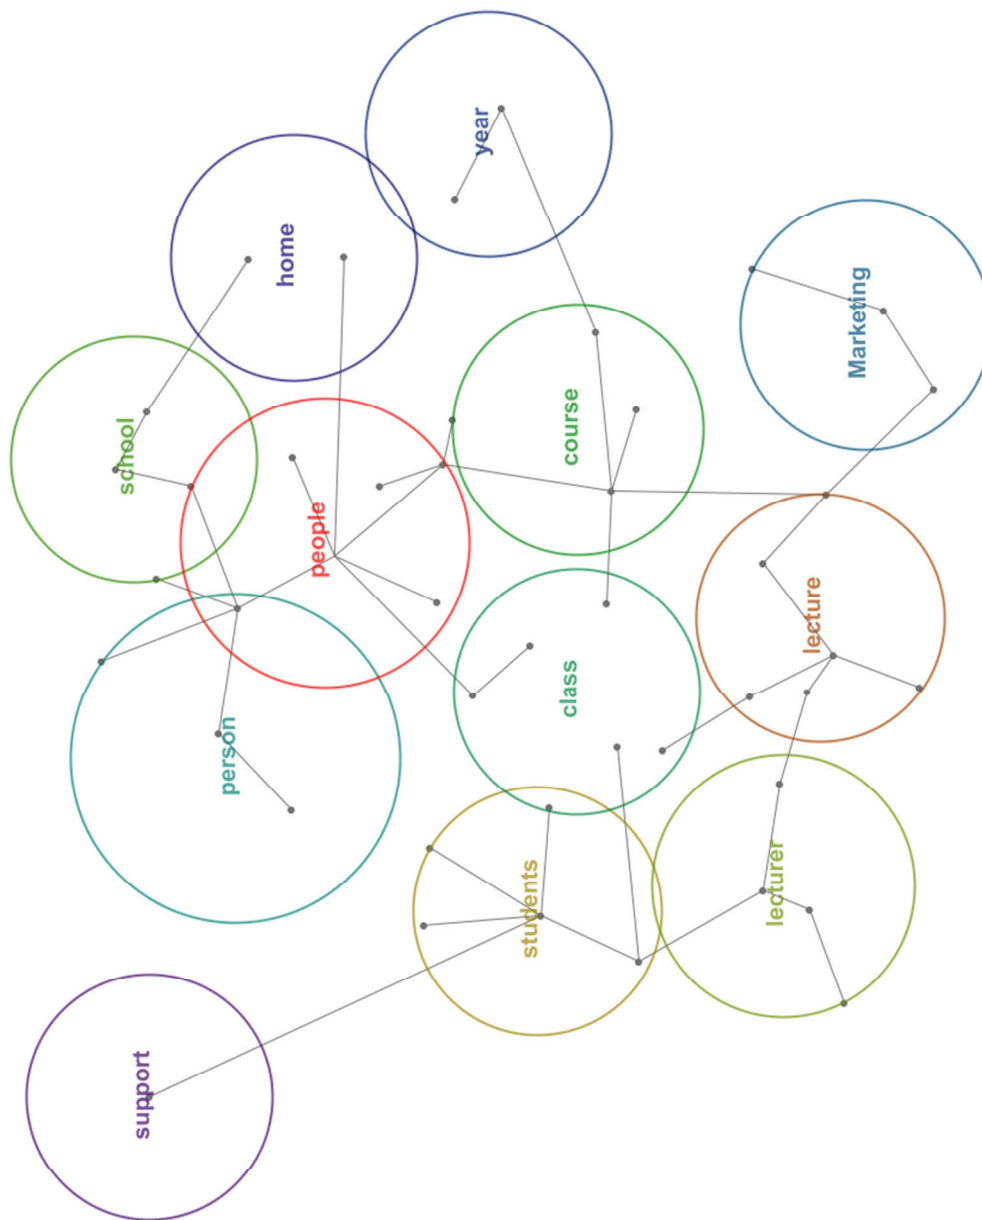 year
home
Marketing
school
course
people
lecture
class
person
lecturer
students
support